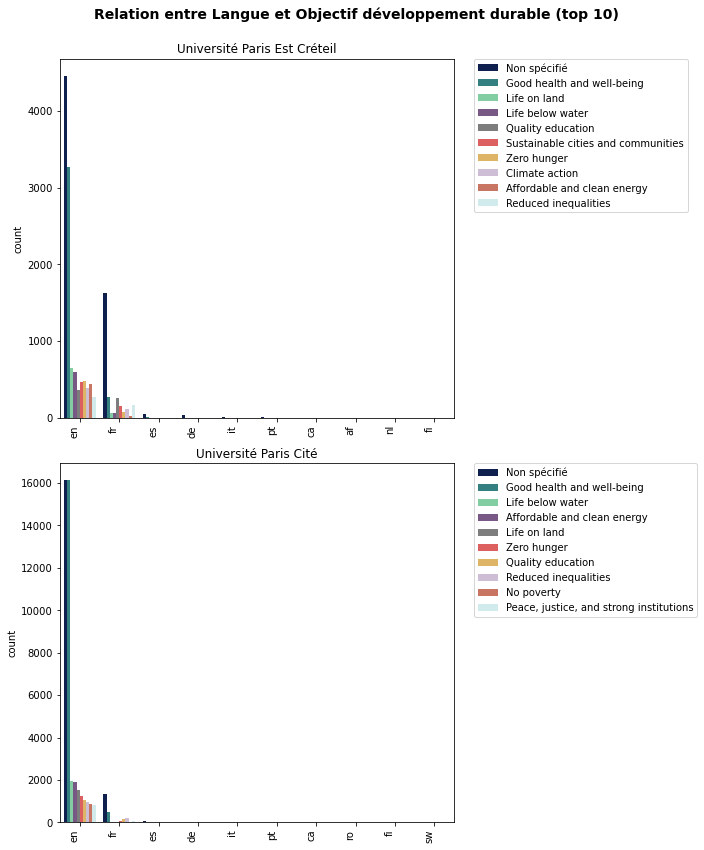 Relation entre Langue et Objectif développement durable (top 10)
Université Paris Est Créteil
Non spécifié
Good health and well-being
Life on land
Life below water
Quality education
Sustainable cities and communities
Zero hunger
Climate action
Affordable and clean energy
Reduced inequalities
4000
3000
2000
1000
0
count
en
fr
es
de
it
pt
ca
af
nl
fi
Université Paris Cité
Non spécifié
Good health and well-being
Life below water
Affordable and clean energy
Life on land
Zero hunger
Quality education
Reduced inequalities
No poverty
Peace, justice, and strong institutions
16000
14000
12000
10000
8000
6000
4000
2000
0
count
en
fr
es
de
it
pt
ca
ro
fi
sw